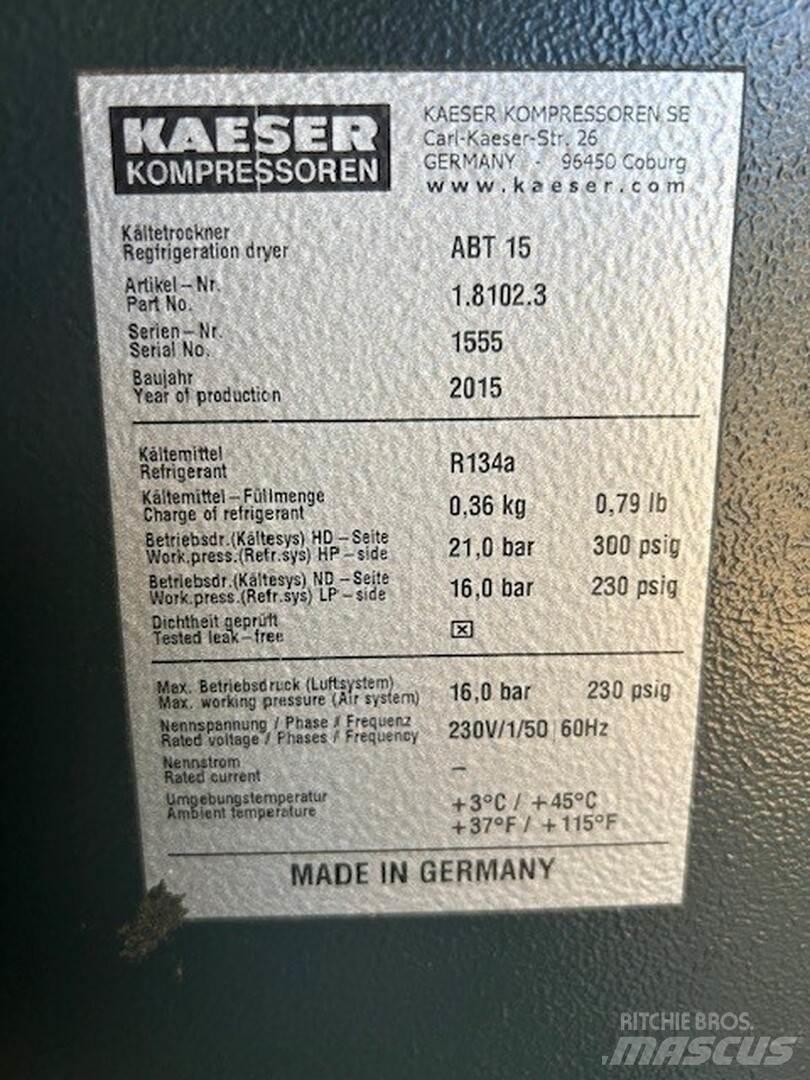 KAESER
KOMPRESSOREN
KAESER KOMPRESSOREN SE
Carl-Kaeser-Str. 26
GERMANY - 96450 Coburg
www.kaeser.com
Kältetrockner
Regfrigeration dryer
ABT 15
Artikel-Nr.
Part No.
1.8102.3
Serien-Nr.
Serial No.
1555
Baujahr
Year of production
2015
Kältemittel
Refrigerant
R134a
Kältemittel-Füllmenge
Charge of refrigerant
0,36 kg 0,79 lb
Betriebsdr.(Kältesys) HD-Seite
Work.press.(Refr.sys) HP-side
21,0 bar 300 psig
Betriebsdr.(Kältesys) ND-Seite
Work.press.(Refr.sys) LP-side
16,0 bar 230 psig
Dichtheit geprüft
Tested leak-free
☒
Max. Betriebsdruck (Luftsystem)
Max. working pressure (Air system)
16,0 bar 230 psig
Nennspannung / Phase / Frequenz
Rated voltage / Phases / Frequency
230V/1/50|60Hz
Nennstrom
Rated current
–
Umgebungstemperatur
Ambient temperature
+3°C / +45°C
+37°F / +115°F
MADE IN GERMANY
RITCHIE BROS.
MASCUS